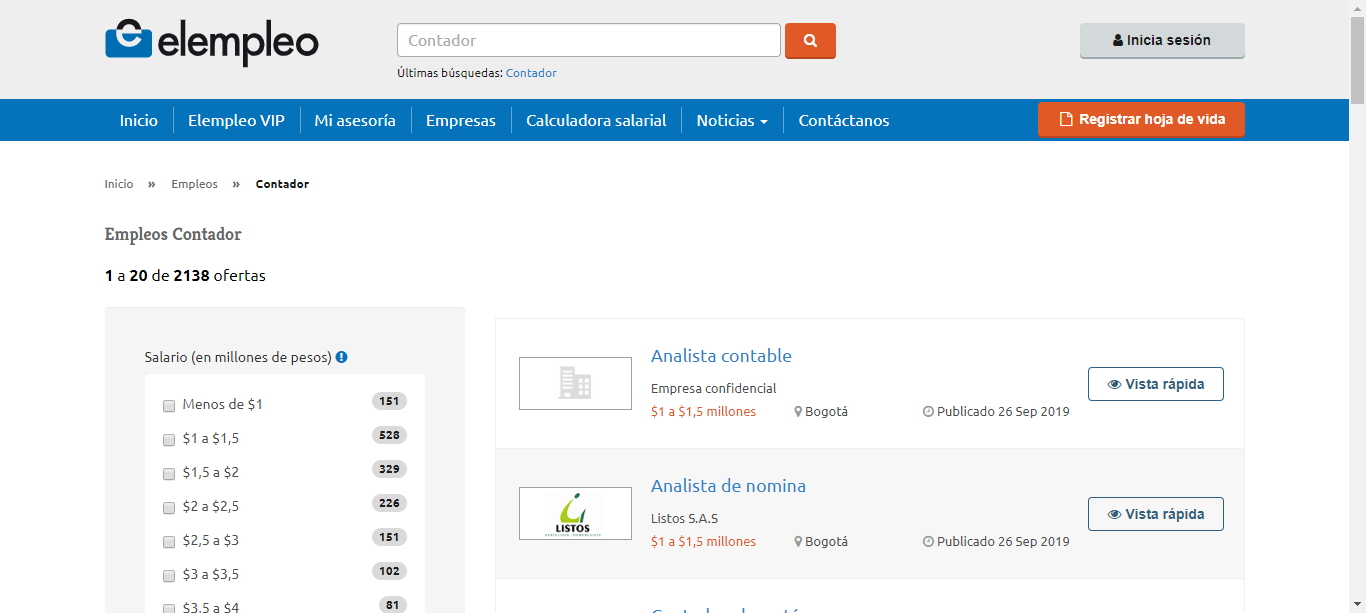 elempleo
Contador
Inicia sesión
Últimas búsquedas: Contador
Inicio
Elempleo VIP
Mi asesoría
Empresas
Calculadora salarial
Noticias
Contáctanos
Registrar hoja de vida
Inicio » Empleos » Contador
Empleos Contador
1 a 20 de 2138 ofertas
Salario (en millones de pesos)
Menos de $1 151
$1 a $1,5 528
$1,5 a $2 329
$2 a $2,5 226
$2,5 a $3 151
$3 a $3,5 102
$3,5 a $4 81
Analista contable
Empresa confidencial
$1 a $1,5 millones Bogotá Publicado 26 Sep 2019
Vista rápida
LISTOS
Analista de nomina
Listos S.A.S
$1 a $1,5 millones Bogotá Publicado 26 Sep 2019
Vista rápida